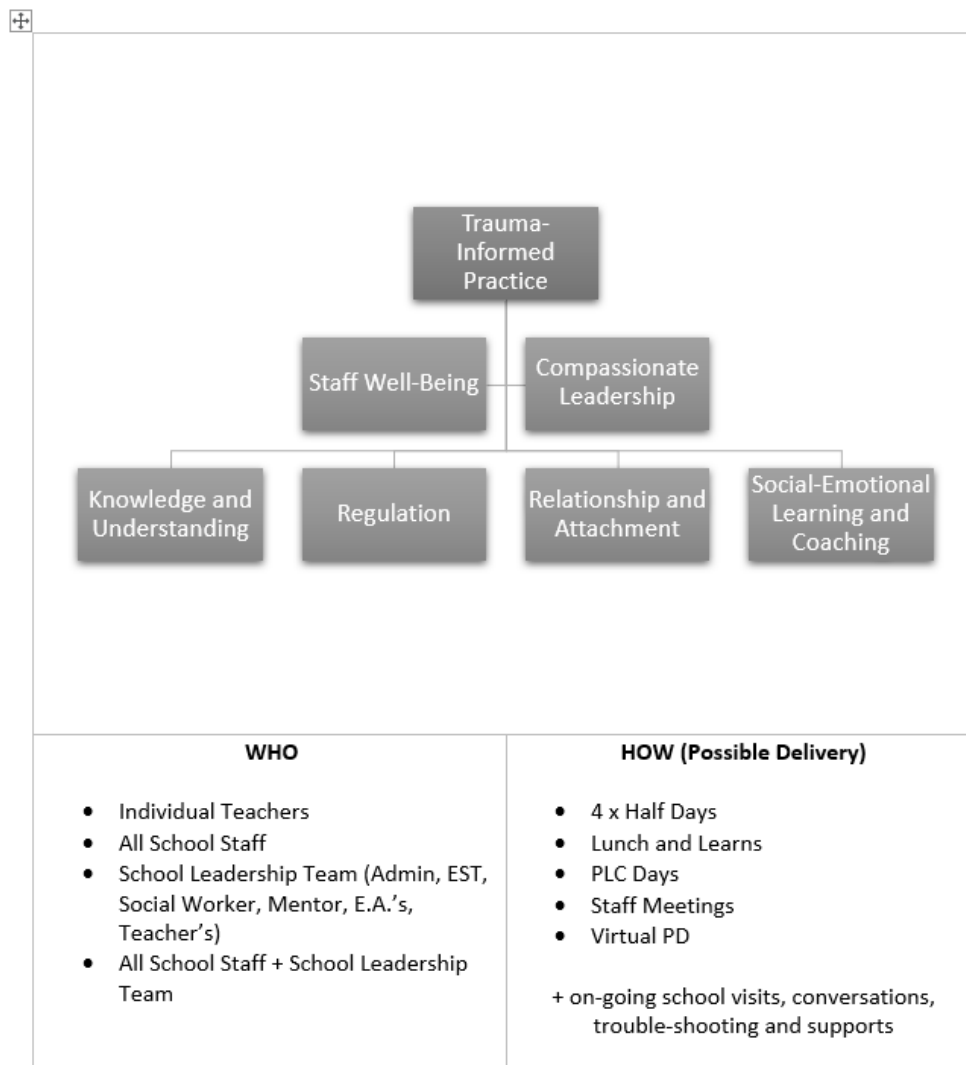 Trauma-
Informed
Practice
Staff Well-Being
Compassionate
Leadership
Knowledge and
Understanding
Regulation
Relationship and
Attachment
Social-Emotional
Learning and
Coaching
WHO
• Individual Teachers
• All School Staff
• School Leadership Team (Admin, EST,
Social Worker, Mentor, E.A.’s,
Teacher’s)
• All School Staff + School Leadership
Team
HOW (Possible Delivery)
• 4 x Half Days
• Lunch and Learns
• PLC Days
• Staff Meetings
• Virtual PD
+ on-going school visits, conversations,
trouble-shooting and supports